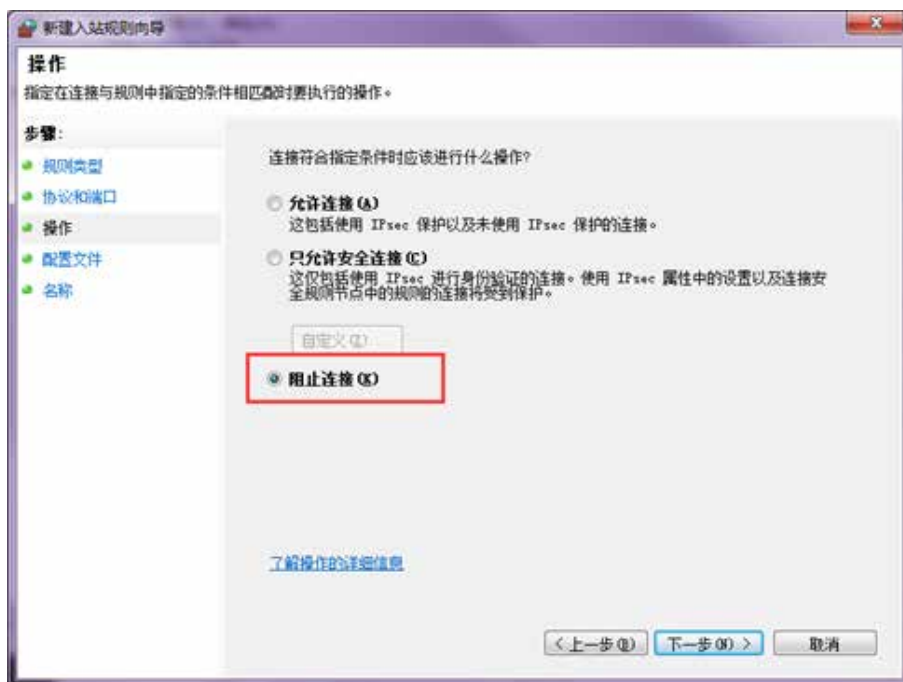 新建入站规则向导
操作
指定在连接与规则中指定的条件相匹配时要执行的操作。
步骤:
规则类型
协议和端口
操作
配置文件
名称
连接符合指定条件时应该进行什么操作?
允许连接(A)
这包括使用 IPsec 保护以及未使用 IPsec 保护的连接。
只允许安全连接(C)
这仅包括使用 IPsec 进行身份验证的连接。使用 IPsec 属性中的设置以及连接安
全规则节点中的规则的连接将受到保护。
自定义(Z)
阻止连接(K)
了解操作的详细信息
<上一步(B)
下一步(N) >
取消